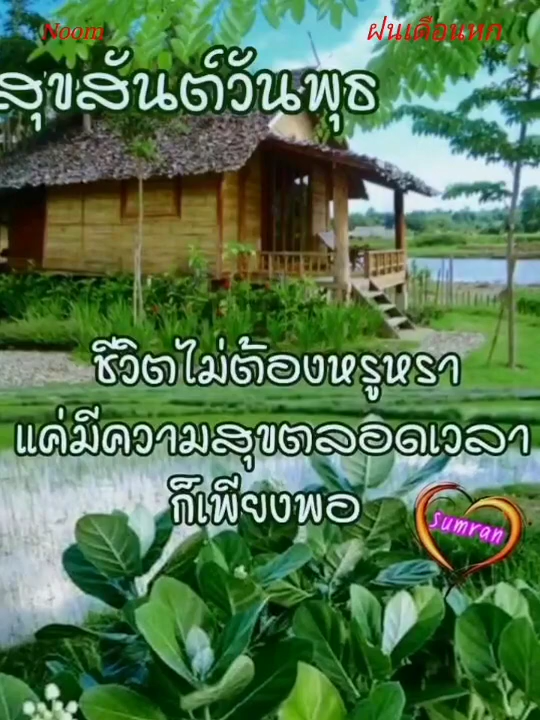 Noom
ฝนเดือนหก
สุขสันต์วันพุธ
ชีวิตไม่ต้องหรูหรา
แค่มีความสุขตลอดเวลา
ก็เพียงพอ
sumran